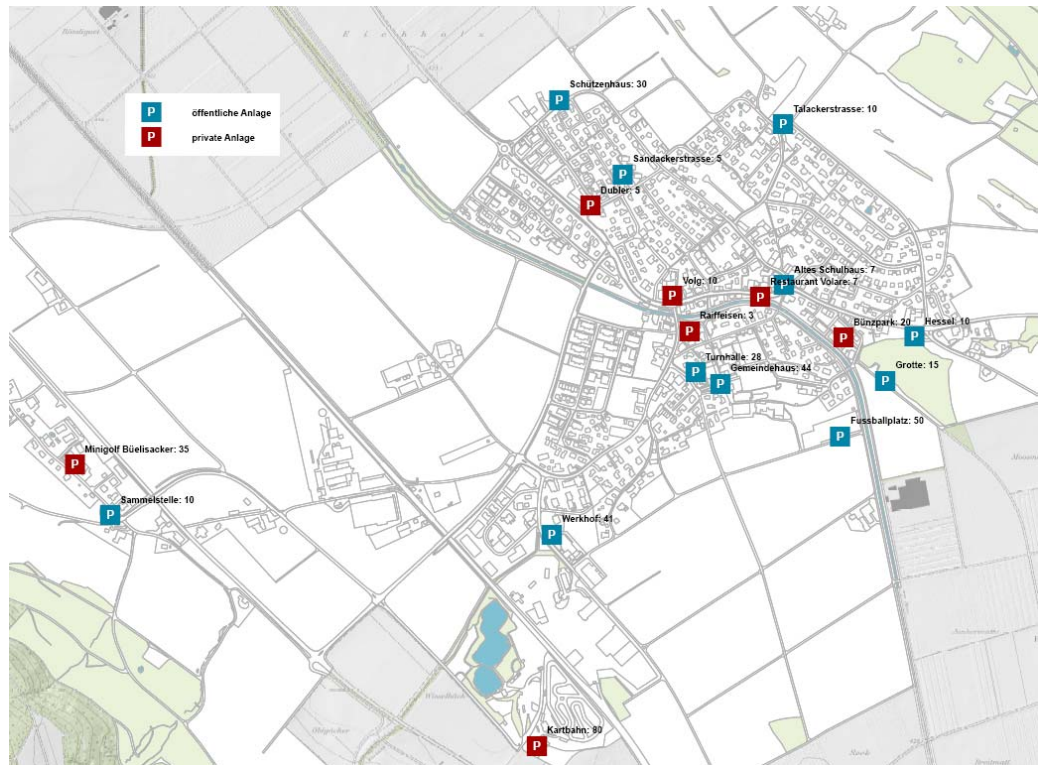 Eichholz
Schützenhaus: 30
P
P öffentliche Anlage
P private Anlage
Talackerstrasse: 10
P
Sandackerstrasse: 5
P
Dubler: 5
P
Altes Schulhaus: 7
P
Volg: 10
P
Restaurant Volare: 7
P
Raiffeisen: 3
P
Bünzpark: 20
P
Hessel: 10
P
Turnhalle: 28
P
Gemeindehaus: 44
P
Grotte: 15
P
Fussballplatz: 50
P
Minigolf Büelisacker: 35
P
Sammelstelle: 10
P
Werkhof: 41
P
Kartbahn: 80
P